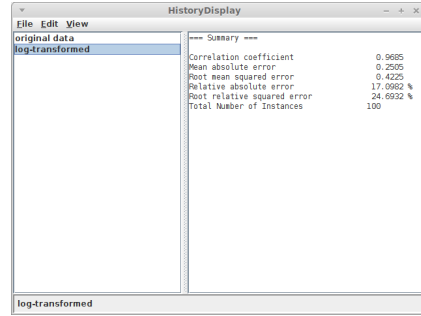 HistoryDisplay
File Edit View
original data
log-transformed
=== Summary ===
Correlation coefficient 0.9685
Mean absolute error 0.2505
Root mean squared error 0.4225
Relative absolute error 17.0982 %
Root relative squared error 24.6932 %
Total Number of Instances 100
log-transformed